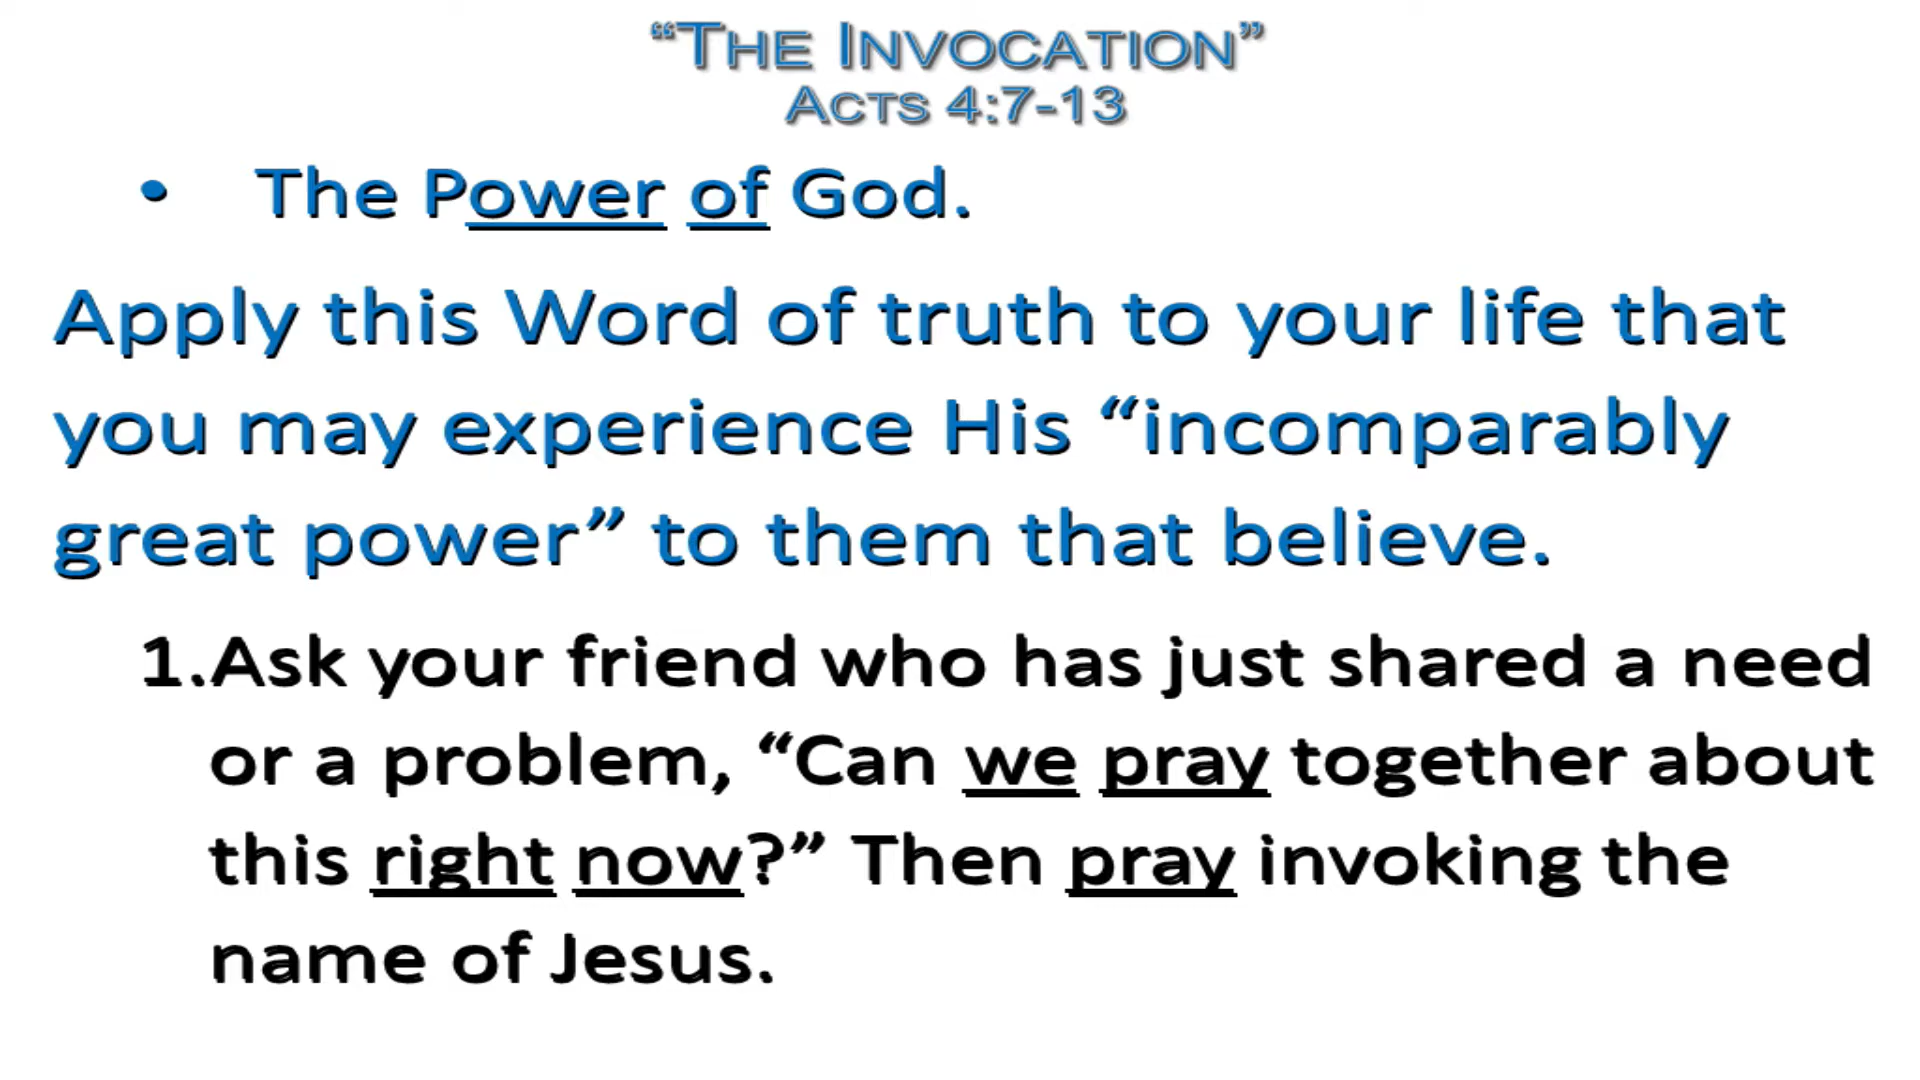 “The Invocation”
Acts 4:7-13
• The Power of God.
Apply this Word of truth to your life that
you may experience His “incomparably
great power” to them that believe.
1.Ask your friend who has just shared a need
or a problem, “Can we pray together about
this right now?” Then pray invoking the
name of Jesus.